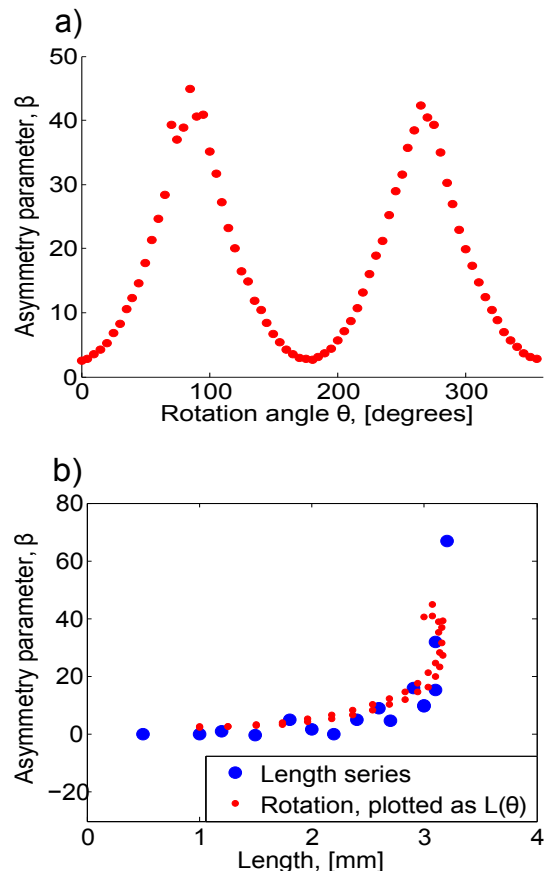 a)
Asymmetry parameter, β
50
40
30
20
10
0
0
100
200
300
Rotation angle θ, [degrees]
b)
Asymmetry parameter, β
80
60
40
20
0
−20
0
1
2
3
4
Length series
Rotation, plotted as L(θ)
Length, [mm]